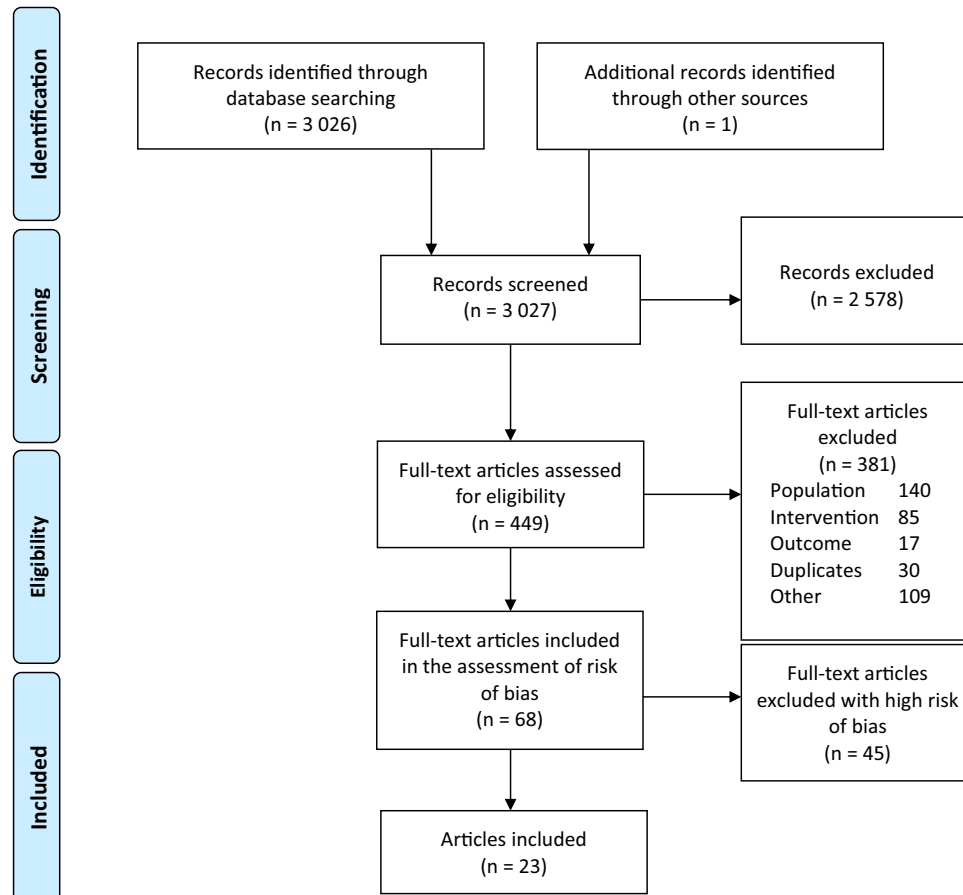 Identification
Records identified through
database searching
(n = 3 026)
Additional records identified
through other sources
(n = 1)
Screening
Records screened
(n = 3 027)
Records excluded
(n = 2 578)
Eligibility
Full-text articles assessed
for eligibility
(n = 449)
Full-text articles
excluded
(n = 381)
Population 140
Intervention 85
Outcome 17
Duplicates 30
Other 109
Full-text articles included
in the assessment of risk
of bias
(n = 68)
Full-text articles
excluded with high risk
of bias
(n = 45)
Included
Articles included
(n = 23)